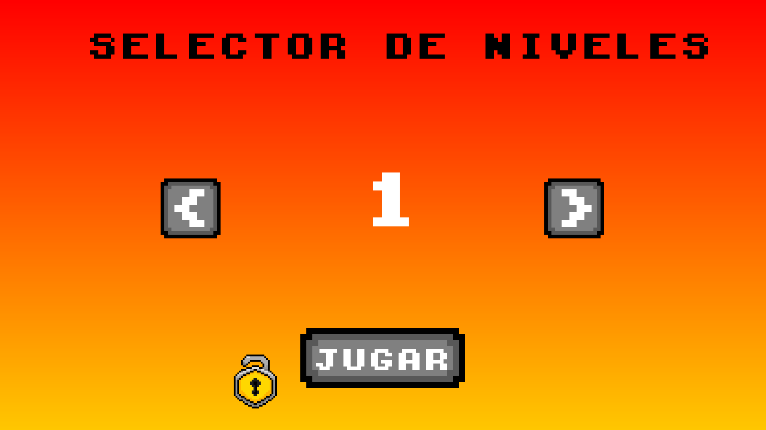 SELECTOR DE NIVELES
< 1 >
JUGAR